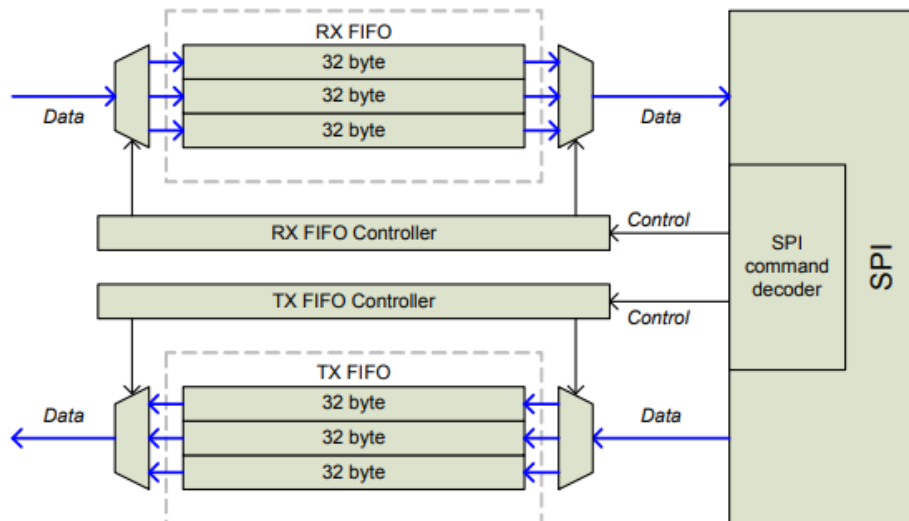 RX FIFO
32 byte
32 byte
32 byte
Data
Data
RX FIFO Controller
Control
SPI
command
decoder
SPI
TX FIFO Controller
Control
TX FIFO
32 byte
32 byte
32 byte
Data
Data